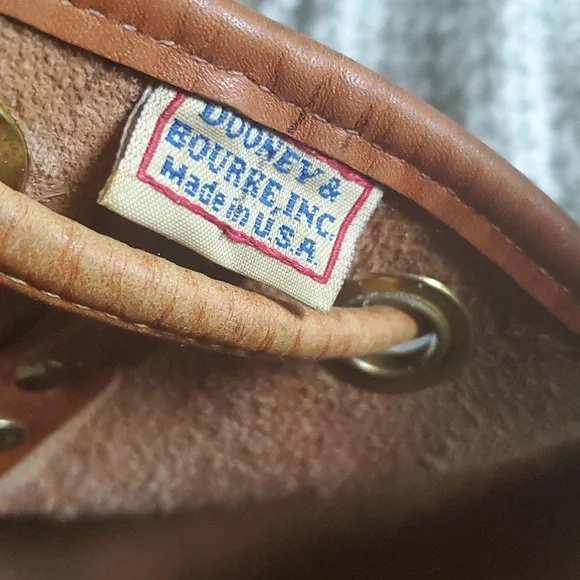 DOONEY &
BOURKE, INC.
Made in U.S.A.